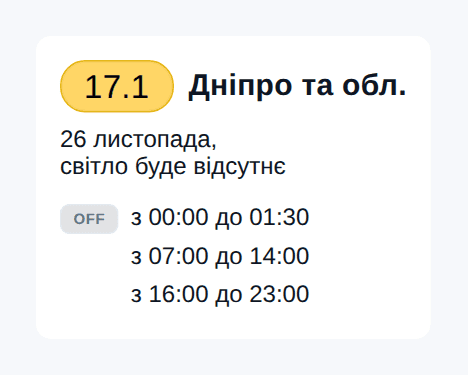 17.1 Дніпро та обл.
26 листопада,
світло буде відсутнє
OFF з 00:00 до 01:30
з 07:00 до 14:00
з 16:00 до 23:00